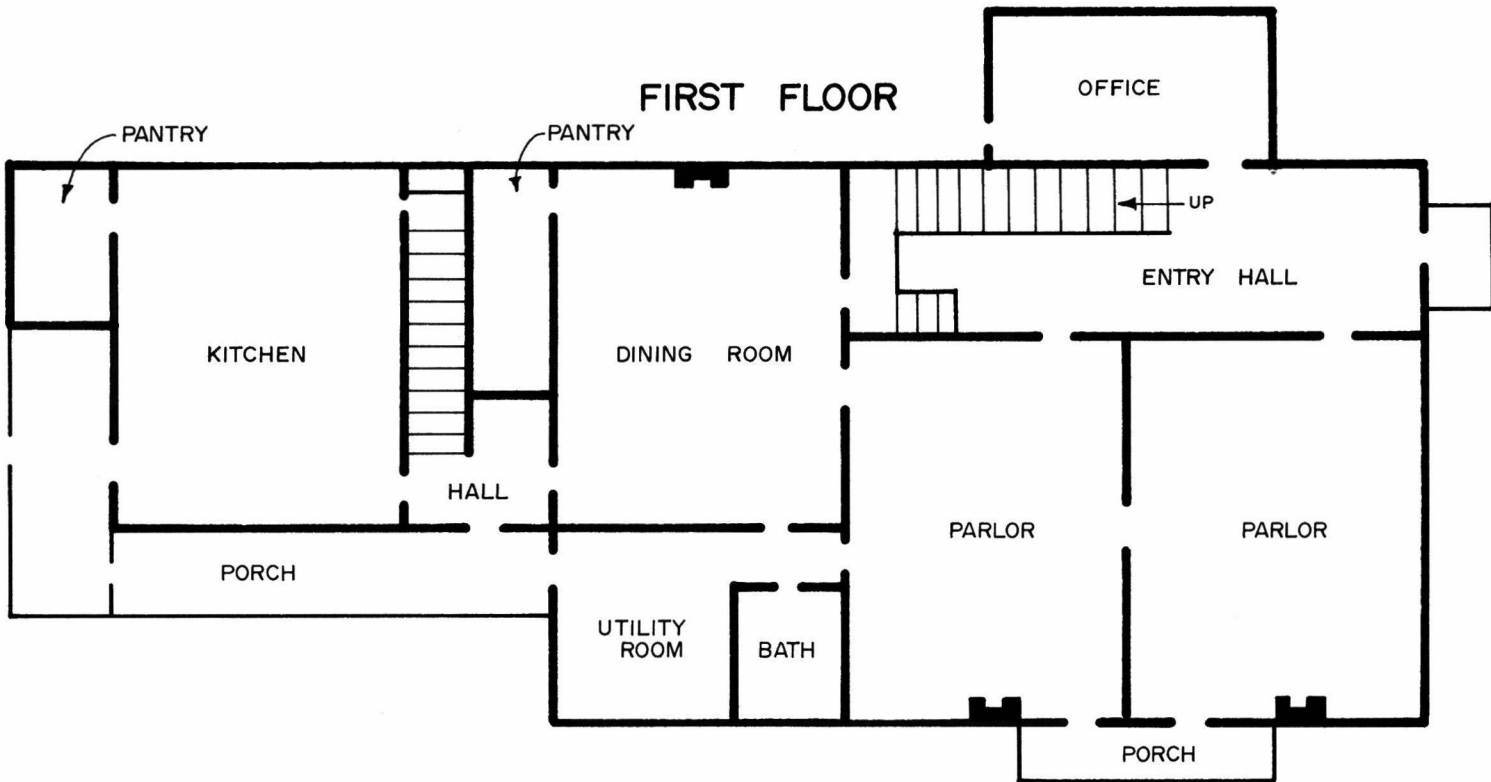 FIRST FLOOR
OFFICE
PANTRY
PANTRY
UP
ENTRY HALL
KITCHEN
DINING ROOM
HALL
PARLOR
PARLOR
PORCH
UTILITY
ROOM
BATH
PORCH